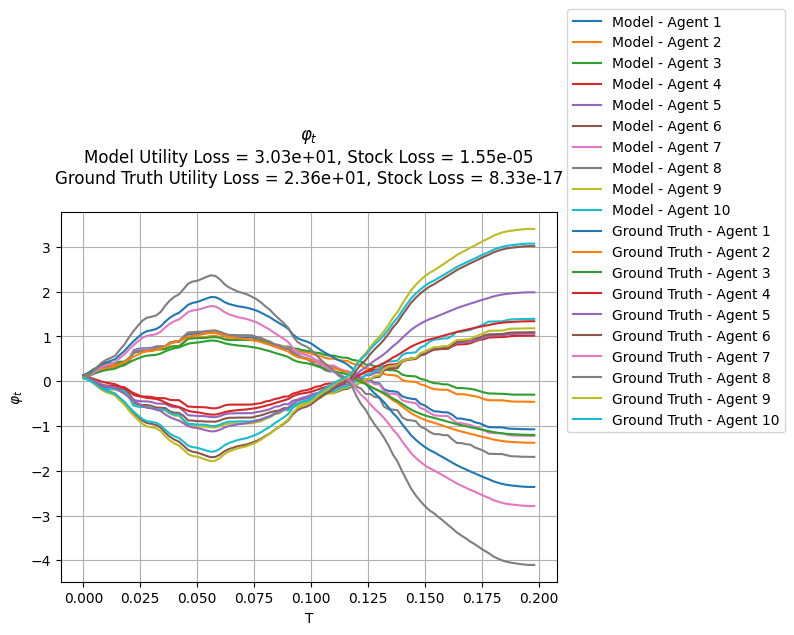 φt
Model Utility Loss = 3.03e+01, Stock Loss = 1.55e-05
Ground Truth Utility Loss = 2.36e+01, Stock Loss = 8.33e-17
Model - Agent 1
Model - Agent 2
Model - Agent 3
Model - Agent 4
Model - Agent 5
Model - Agent 6
Model - Agent 7
Model - Agent 8
Model - Agent 9
Model - Agent 10
Ground Truth - Agent 1
Ground Truth - Agent 2
Ground Truth - Agent 3
Ground Truth - Agent 4
Ground Truth - Agent 5
Ground Truth - Agent 6
Ground Truth - Agent 7
Ground Truth - Agent 8
Ground Truth - Agent 9
Ground Truth - Agent 10
φt
3
2
1
0
−1
−2
−3
−4
0.000 0.025 0.050 0.075 0.100 0.125 0.150 0.175 0.200
T